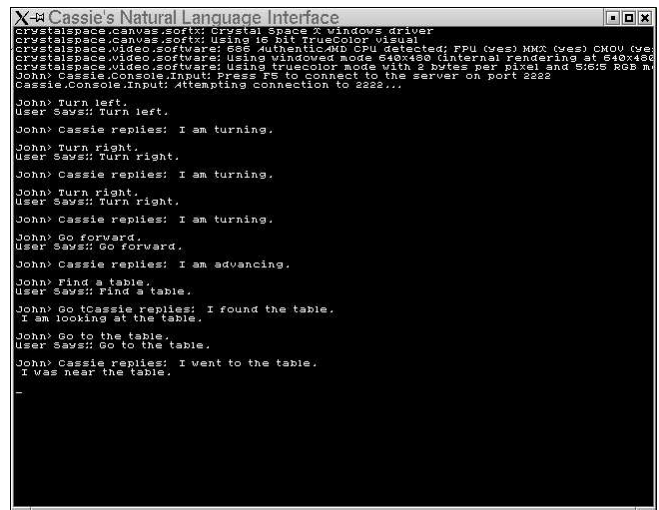 Cassie's Natural Language Interface
crystalspace.canvas.softx: Crystal Space X windows driver
crystalspace.canvas.softx: Using 16 bit TrueColor visual
crystalspace.video.software: 686 AuthenticAMD CPU detected; FPU (yes) MMX (yes) CMOV (ye
crystalspace.video.software: Using windowed mode 640x480 (internal rendering at 640x480
crystalspace.video.software: Using truecolor mode with 2 bytes per pixel and 5:6:5 RGB m
John> Cassie.Console.Input: Press F5 to connect to the server on port 2222
Cassie.Console.Input: Attempting connection to 2222...
John> Turn left.
User Says:: Turn left.
John> Cassie replies:  I am turning.
John> Turn right.
User Says:: Turn right.
John> Cassie replies:  I am turning.
John> Turn right.
User Says:: Turn right.
John> Cassie replies:  I am turning.
John> Go forward.
User Says:: Go forward.
John> Cassie replies:  I am advancing.
John> Find a table.
User Says:: Find a table.
John> Go tCassie replies:  I found the table.
I am looking at the table.
John> Go to the table.
User Says:: Go to the table.
John> Cassie replies:  I went to the table.
I was near the table.